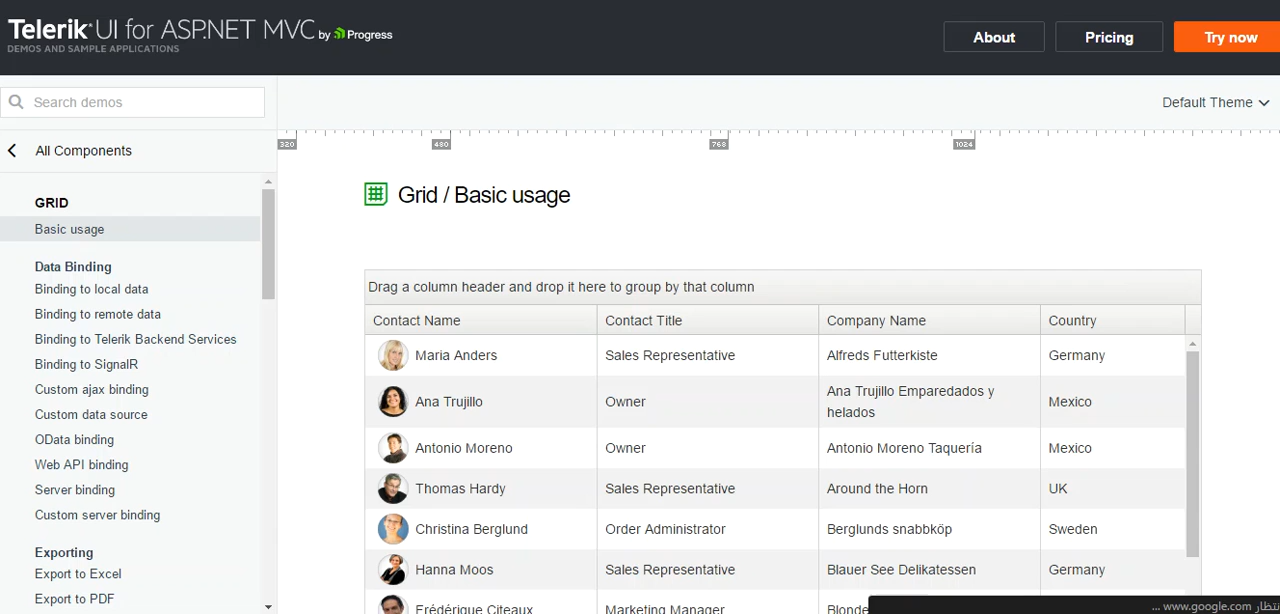 Telerik UI for ASP.NET MVC by Progress
DEMOS AND SAMPLE APPLICATIONS
About
Pricing
Try now
Search demos
Default Theme
All Components
320
480
768
1024
GRID
Basic usage
Data Binding
Binding to local data
Binding to remote data
Binding to Telerik Backend Services
Binding to SignalR
Custom ajax binding
Custom data source
OData binding
Web API binding
Server binding
Custom server binding
Exporting
Export to Excel
Export to PDF
Grid / Basic usage
Drag a column header and drop it here to group by that column
Contact Name Contact Title Company Name Country
Maria Anders Sales Representative Alfreds Futterkiste Germany
Ana Trujillo Owner Ana Trujillo Emparedados y helados Mexico
Antonio Moreno Owner Antonio Moreno Taquería Mexico
Thomas Hardy Sales Representative Around the Horn UK
Christina Berglund Order Administrator Berglunds snabbköp Sweden
Hanna Moos Sales Representative Blauer See Delikatessen Germany
Frédérique Citeaux Marketing Manager Blonde
... www.google.com